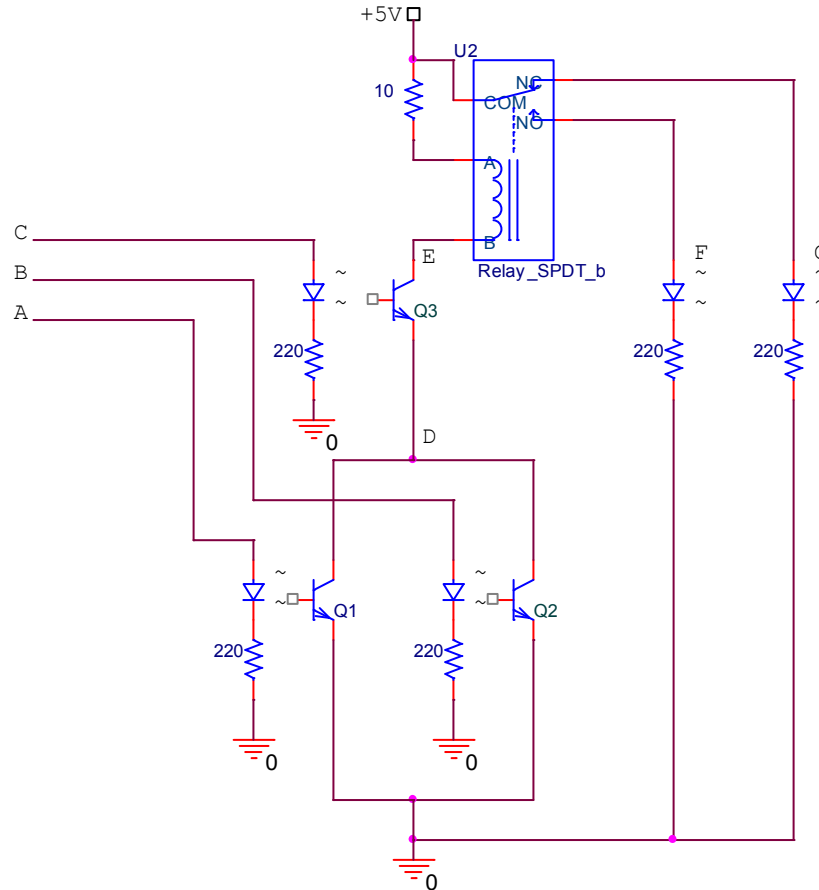 +5V
U2
10
NC
COM
NO
A
B
Relay_SPDT_b
C
B
A
E
F
~
~
Q3
~
~
~
220
220
220
0
D
~
~
~
Q1
Q2
220
220
0
0
0